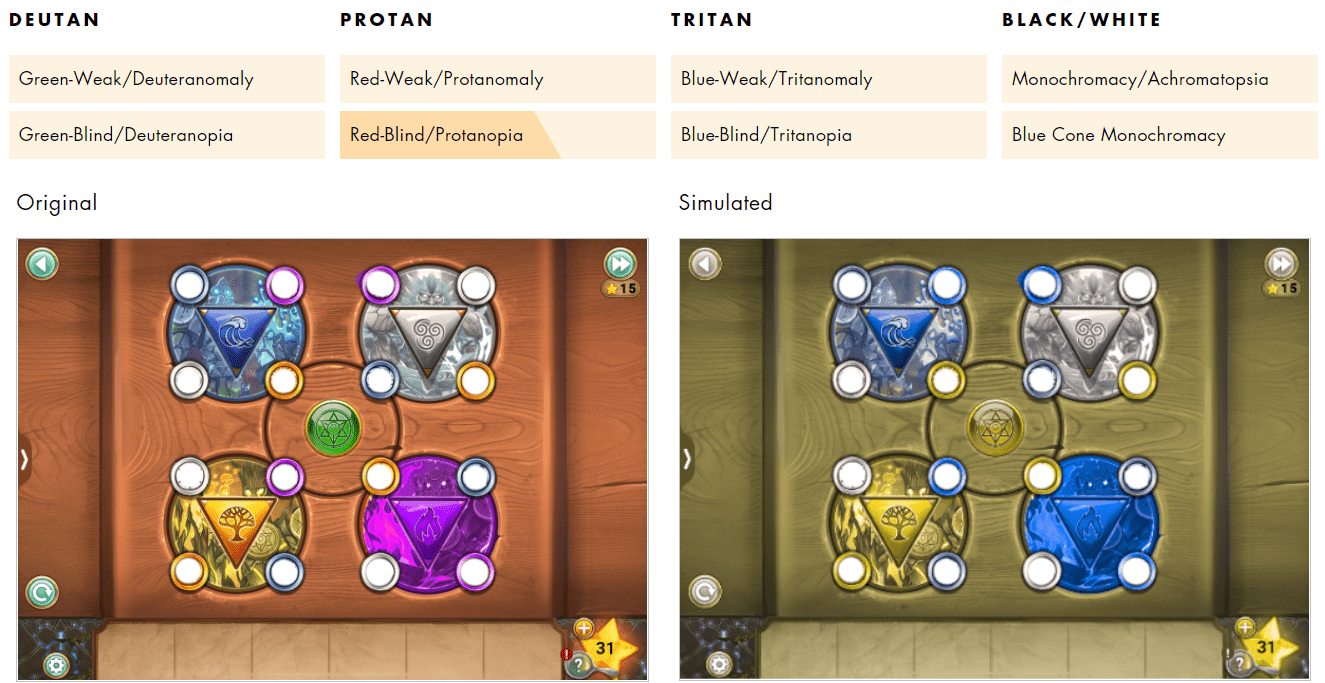 DEUTAN PROTAN TRITAN BLACK/WHITE
Green-Weak/Deuteranomaly Red-Weak/Protanomaly Blue-Weak/Tritanomaly Monochromacy/Achromatopsia
Green-Blind/Deuteranopia Red-Blind/Protanopia Blue-Blind/Tritanopia Blue Cone Monochromacy
Original Simulated
15 15
31 31
? ?